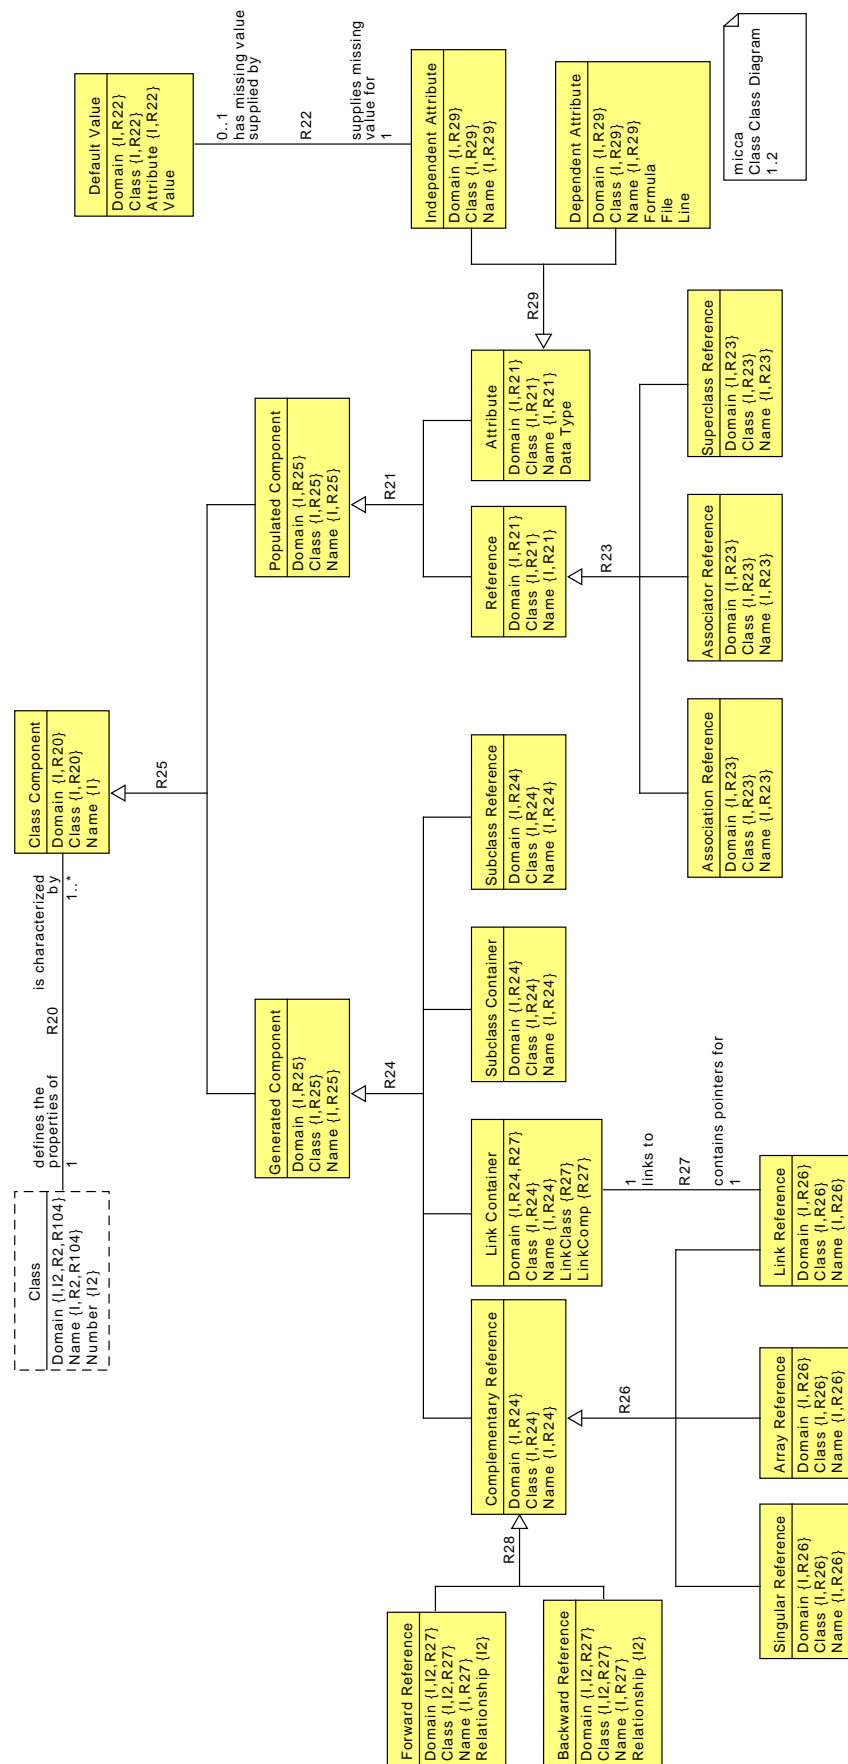 Class
Domain {I,I2,R2,R104}
Name {I,R2,R104}
Number {I2}
defines the
properties of
1
R20
is characterized
by
1..*
Class Component
Domain {I,R20}
Class {I,R20}
Name {I}
R25
Generated Component
Domain {I,R25}
Class {I,R25}
Name {I,R25}
Populated Component
Domain {I,R25}
Class {I,R25}
Name {I,R25}
Default Value
Domain {I,R22}
Class {I,R22}
Attribute {I,R22}
Value
0..1
has missing value
supplied by
R22
supplies missing
value for
1
R24
R21
Forward Reference
Domain {I,I2,R27}
Class {I,I2,R27}
Name {I,R27}
Relationship {I2}
Backward Reference
Domain {I,I2,R27}
Class {I,I2,R27}
Name {I,R27}
Relationship {I2}
R28
Complementary Reference
Domain {I,R24}
Class {I,R24}
Name {I,R24}
Link Container
Domain {I,R24,R27}
Class {I,R24}
Name {I,R24}
LinkClass {R27}
LinkComp {R27}
Subclass Container
Domain {I,R24}
Class {I,R24}
Name {I,R24}
Subclass Reference
Domain {I,R24}
Class {I,R24}
Name {I,R24}
Reference
Domain {I,R21}
Class {I,R21}
Name {I,R21}
Attribute
Domain {I,R21}
Class {I,R21}
Name {I,R21}
Data Type
R29
Independent Attribute
Domain {I,R29}
Class {I,R29}
Name {I,R29}
Dependent Attribute
Domain {I,R29}
Class {I,R29}
Name {I,R29}
Formula
File
Line
R26
1
links to
R27
contains pointers for
1
R23
Singular Reference
Domain {I,R26}
Class {I,R26}
Name {I,R26}
Array Reference
Domain {I,R26}
Class {I,R26}
Name {I,R26}
Link Reference
Domain {I,R26}
Class {I,R26}
Name {I,R26}
Association Reference
Domain {I,R23}
Class {I,R23}
Name {I,R23}
Associator Reference
Domain {I,R23}
Class {I,R23}
Name {I,R23}
Superclass Reference
Domain {I,R23}
Class {I,R23}
Name {I,R23}
micca
Class Class Diagram
1.2